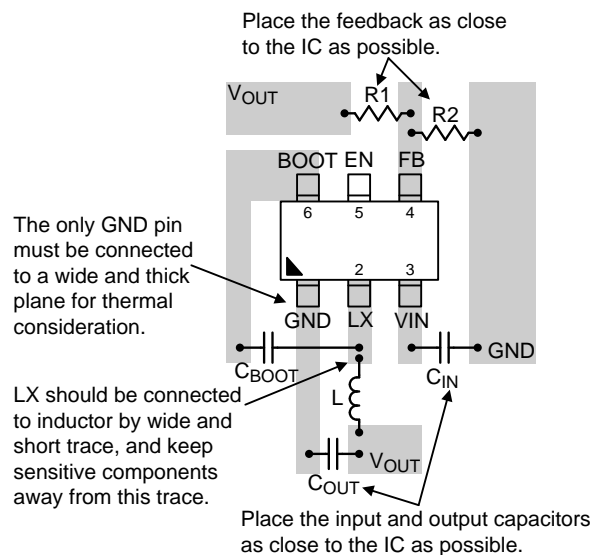 Place the feedback as close
to the IC as possible.
VOUT
R1
R2
BOOT EN FB
6 5 4
The only GND pin
must be connected
to a wide and thick
plane for thermal
consideration.
2 3
GND LX VIN
GND
CBOOT
CIN
LX should be connected
to inductor by wide and
short trace, and keep
sensitive components
away from this trace.
L
VOUT
COUT
Place the input and output capacitors
as close to the IC as possible.